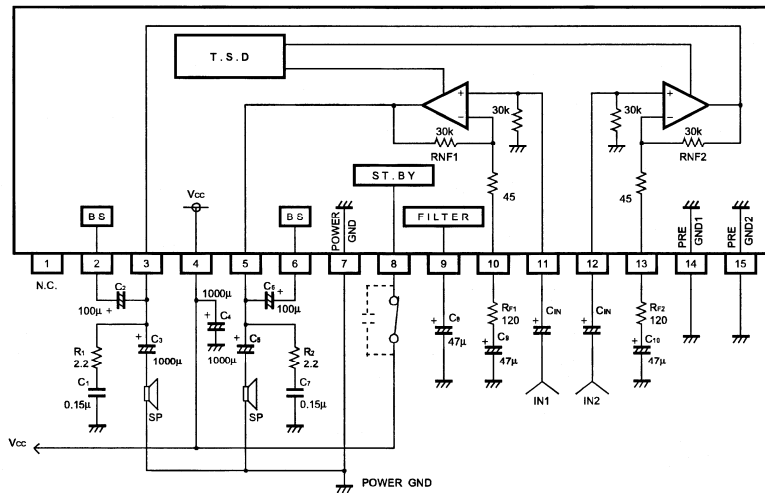 T.S.D
30k
30k
30k
RNF1
30k
RNF2
45
45
ST.BY
VCC
BS
BS
POWER
GND
FILTER
PRE
GND1
PRE
GND2
1
2
3
4
5
6
7
8
9
10
11
12
13
14
15
N.C.
C2
100μ +
+
1000μ
C4
C5 +
100μ
R1
2.2
+ C3
1000μ
+ C6
1000μ
R2
2.2
C1
0.15μ
SP
SP
C7
0.15μ
+ C8
47μ
RF1
120
+ C9
47μ
+ CIN
+ CIN
RF2
120
+ C10
47μ
IN1
IN2
VCC
POWER GND